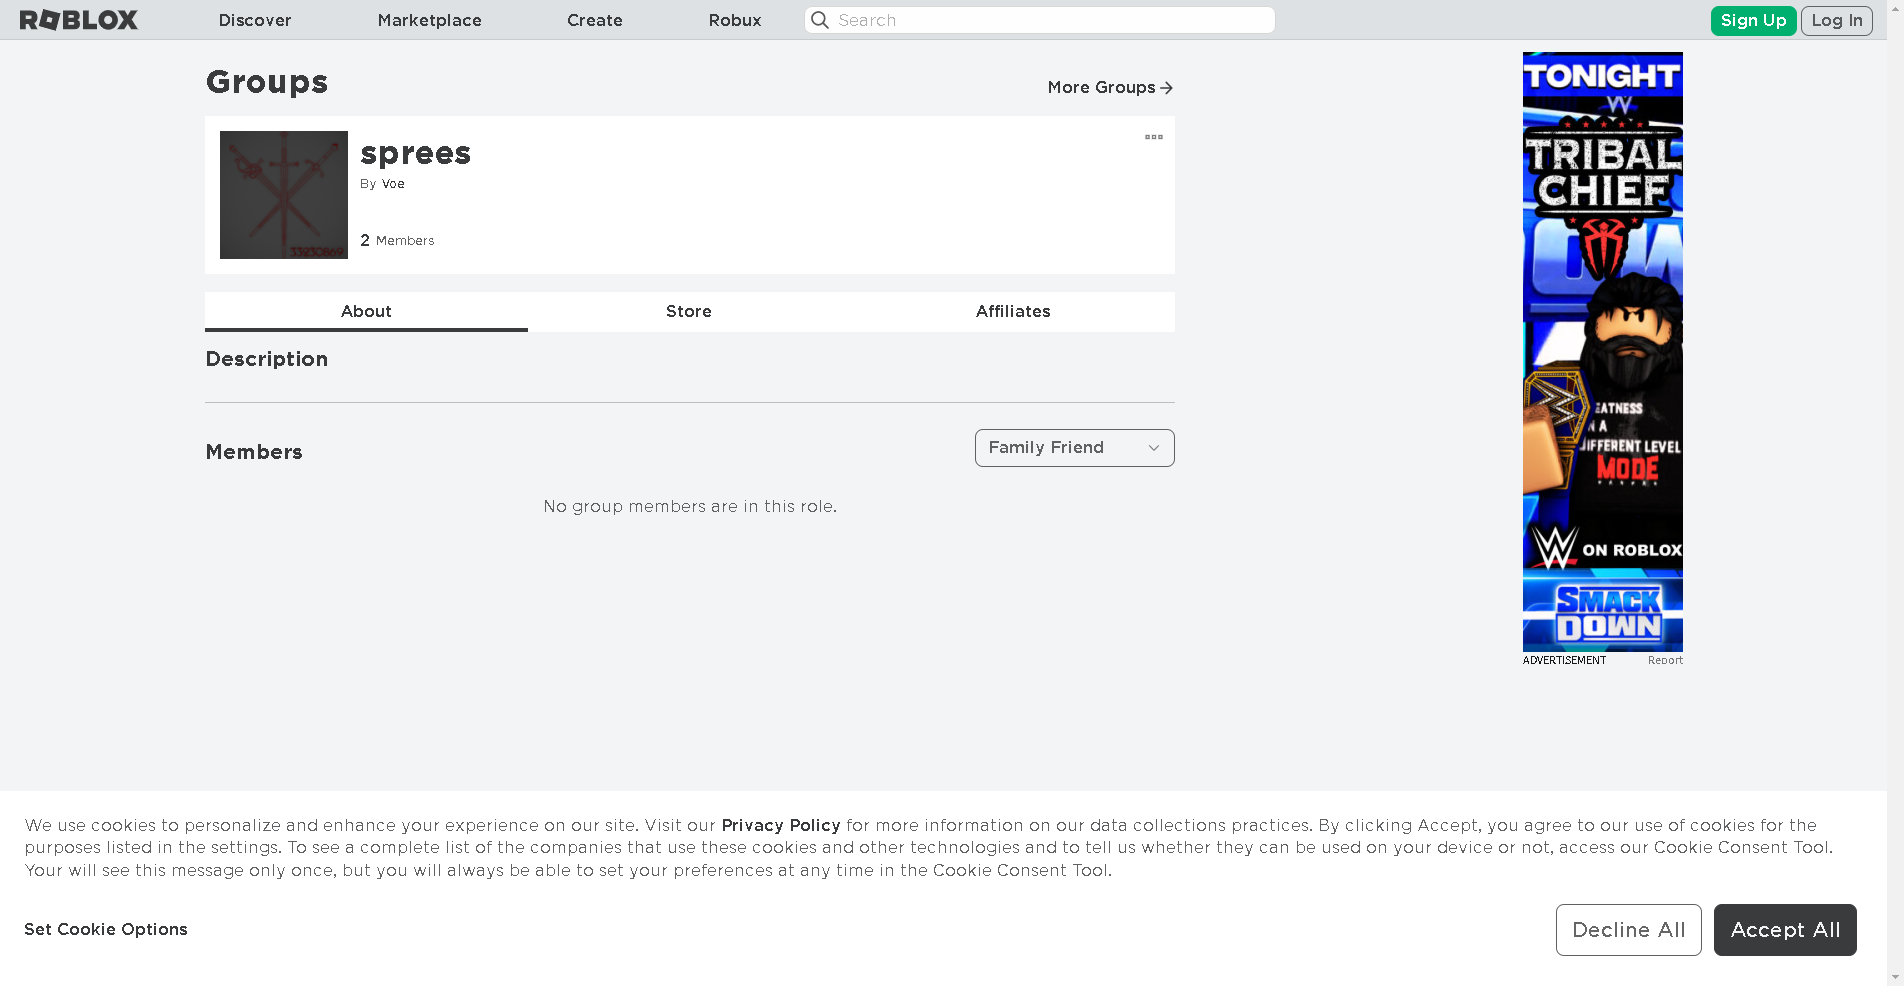 ROBLOX Discover Marketplace Create Robux Search Sign Up Log In
Groups
More Groups
sprees
By Voe
2 Members
33930869
About Store Affiliates
Description
Members
Family Friend
No group members are in this role.
TONIGHT
TRIBAL
CHIEF
EATNESS
N A
IFFERENT LEVEL
MODE
W ON ROBLOX
SMACK
DOWN
ADVERTISEMENT Report
We use cookies to personalize and enhance your experience on our site. Visit our Privacy Policy for more information on our data collections practices. By clicking Accept, you agree to our use of cookies for the
purposes listed in the settings. To see a complete list of the companies that use these cookies and other technologies and to tell us whether they can be used on your device or not, access our Cookie Consent Tool.
Your will see this message only once, but you will always be able to set your preferences at any time in the Cookie Consent Tool.
Set Cookie Options
Decline All
Accept All